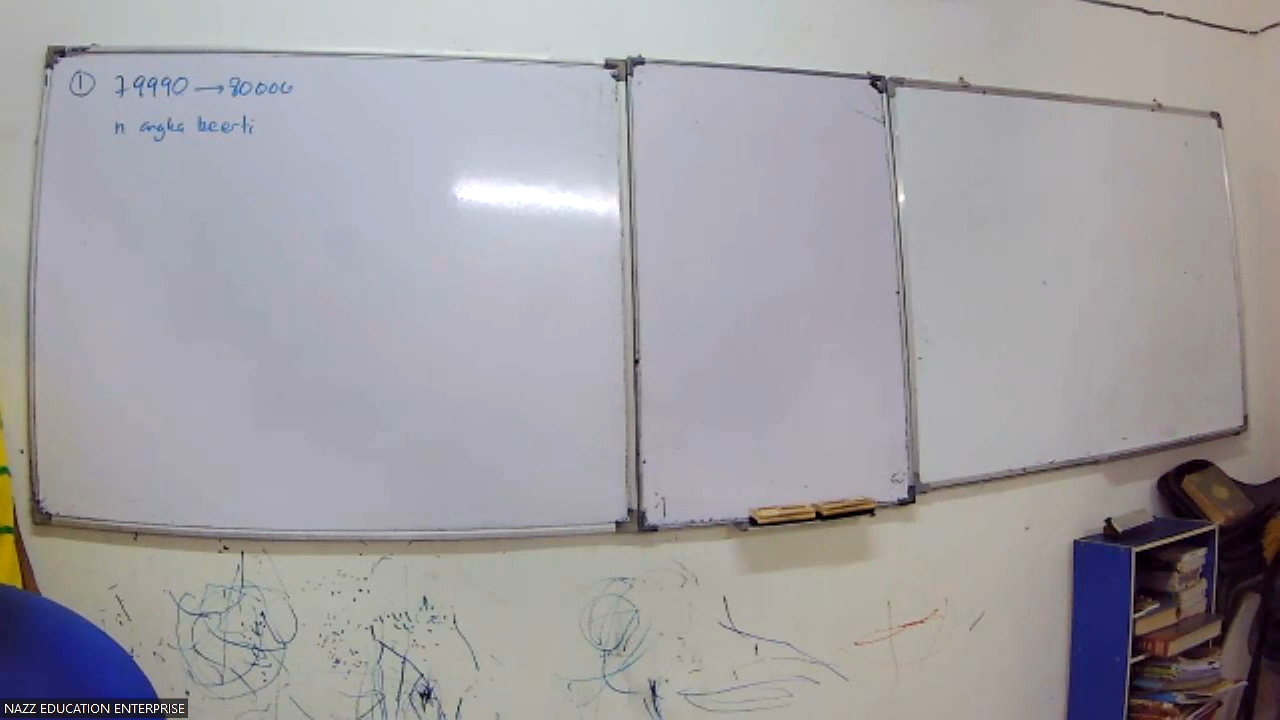 ① 79990 → 80000
n angka beerti
NAZZ EDUCATION ENTERPRISE